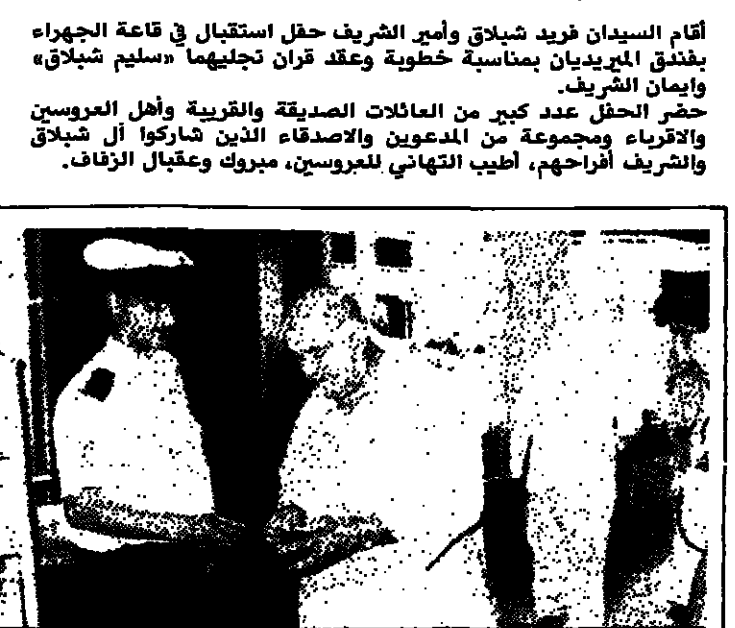 أقام السيدان فريد شبلاق وأمير الشريف حفل استقبال في قاعة الجهراء
بفندق الميريديان بمناسبة خطوبة وعقد قران نجليهما «سليم شبلاق»
وايمان الشريف.
حضر الحفل عدد كبير من العائلات الصديقة والقريبة وأهل العروسين
والاقرباء ومجموعة من المدعوين والاصدقاء الذين شاركوا آل شبلاق
والشريف أفراحهم، أطيب التهاني للعروسين، مبروك وعقبال الزفاف.